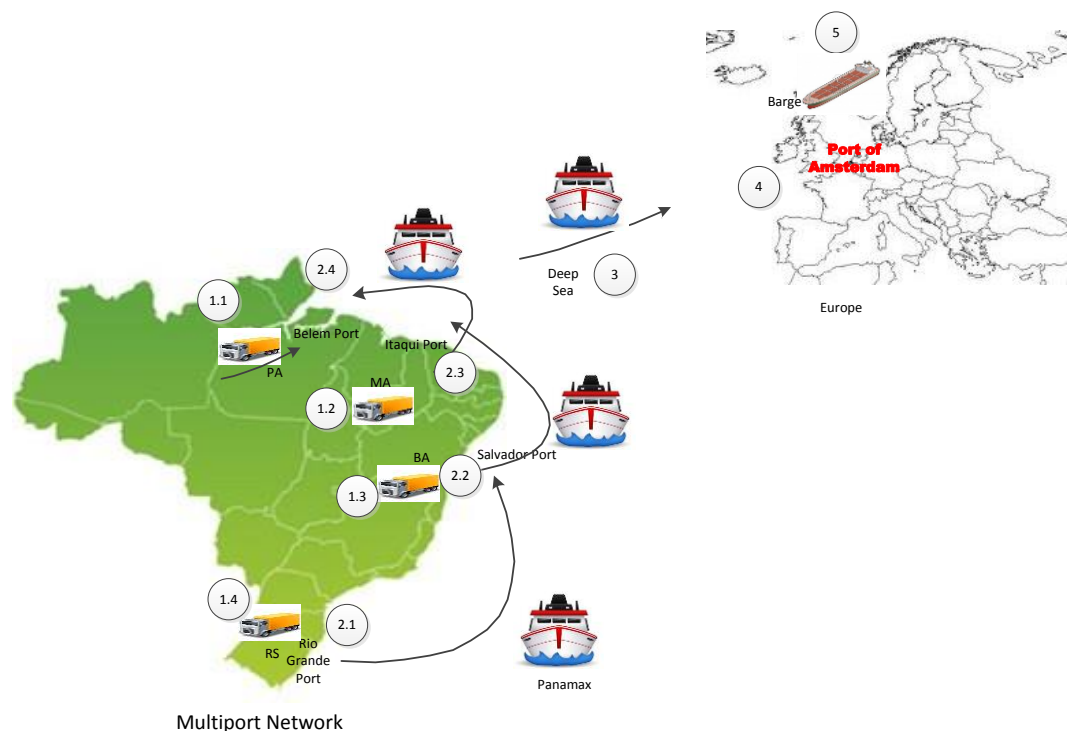 5
Barge
Port of
Amsterdam
4
2.4
Deep
Sea
3
1.1
Europe
Belem Port
Itaqui Port
PA
2.3
MA
1.2
BA
Salvador Port
2.2
1.3
1.4
2.1
RS
Rio
Grande
Port
Panamax
Multiport Network